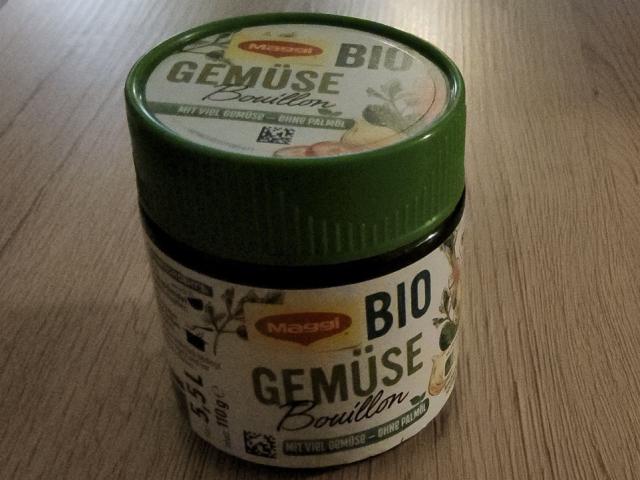 Maggi
BIO
GEMÜSE
Bouillon
MIT VIEL GEMÜSE – OHNE PALMÖL
Maggi
BIO
GEMÜSE
Bouillon
MIT VIEL GEMÜSE – OHNE PALMÖL
5,5 L
110g e